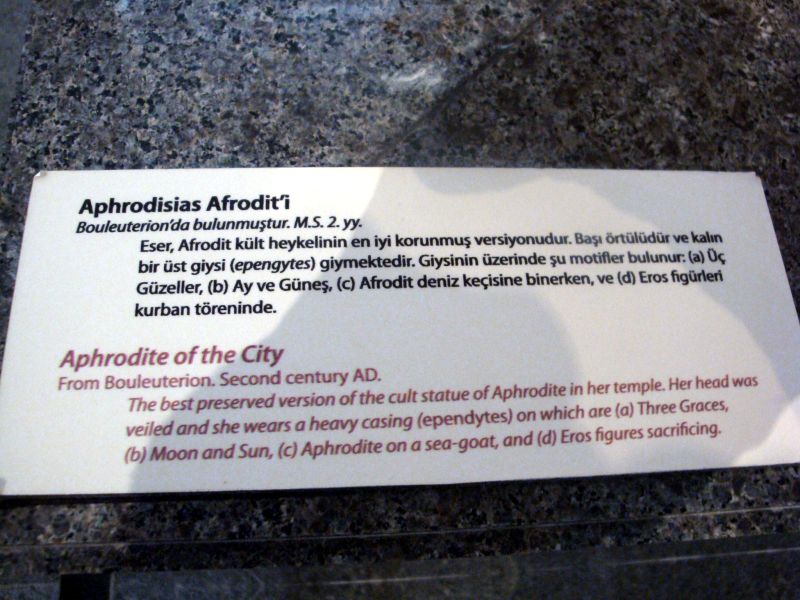 Aphrodisias Afrodit'i
Bouleuterion'da bulunmuştur. M.S. 2. yy.
Eser, Afrodit kült heykelinin en iyi korunmuş versiyonudur. Başı örtülüdür ve kalın
bir üst giysi (epengytes) giymektedir. Giysinin üzerinde şu motifler bulunur: (a) Üç
Güzeller, (b) Ay ve Güneş, (c) Afrodit deniz keçisine binerken, ve (d) Eros figürleri
kurban töreninde.
Aphrodite of the City
From Bouleuterion. Second century AD.
The best preserved version of the cult statue of Aphrodite in her temple. Her head was
veiled and she wears a heavy casing (ependytes) on which are (a) Three Graces,
(b) Moon and Sun, (c) Aphrodite on a sea-goat, and (d) Eros figures sacrificing.